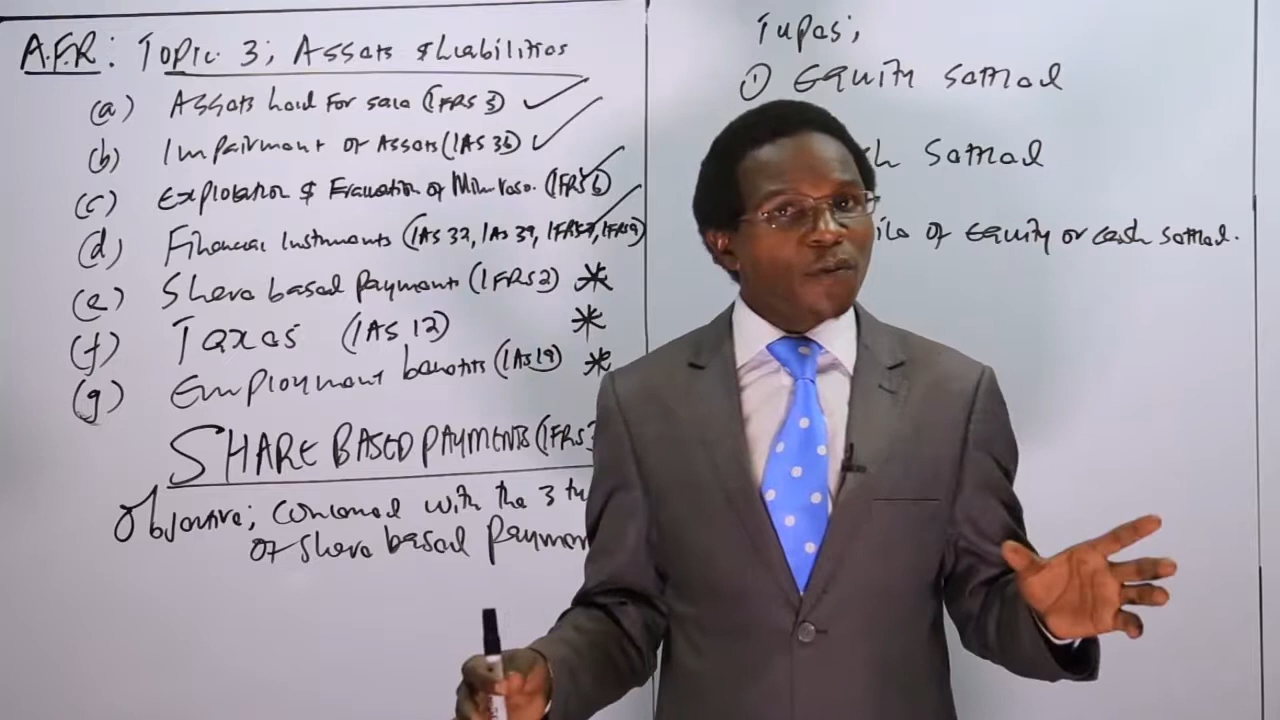 A.F.R: Topic 3; Assets & Liabilities
(a) Assets held for sale (IFRS 5)
(b) Impairment of Assets (IAS 36)
(c) Exploration & Evaluation of Min. (IFRS 6)
(d) Financial Instruments (IAS 32, IAS 39, IFRS 7, IFRS 9)
(e) Share based payments (IFRS 2) *
(f) Taxes (IAS 12) *
(g) Employment benefits (IAS 19) *
SHARE BASED PAYMENTS (IFRS
Objective; concerned with the 3
of share based paymen
Types;
① Equity settled
sh settled
of equity or cash settled.